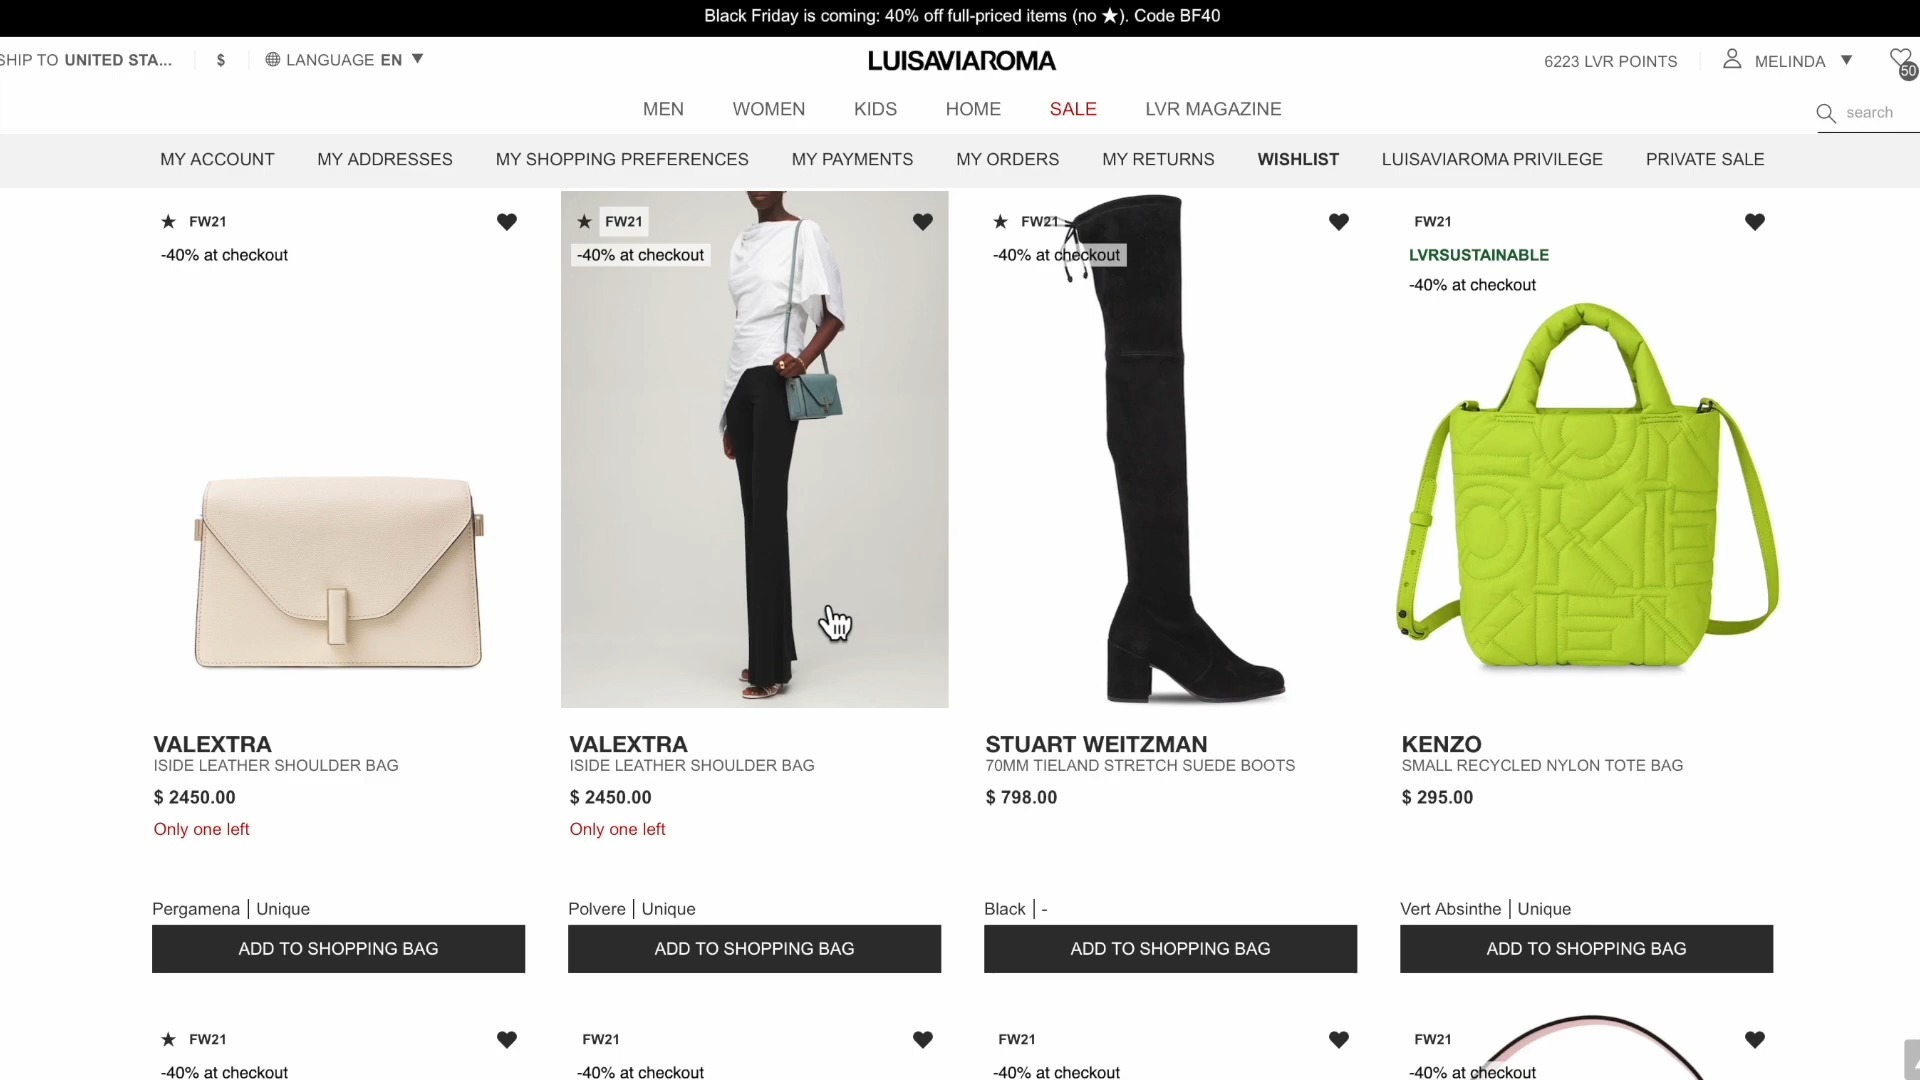 Black Friday is coming: 40% off full-priced items (no ★). Code BF40
SHIP TO UNITED STA... $ LANGUAGE EN ▼
LUISAVIAROMA
6223 LVR POINTS MELINDA ▼ 50
MEN WOMEN KIDS HOME SALE LVR MAGAZINE
search
MY ACCOUNT MY ADDRESSES MY SHOPPING PREFERENCES MY PAYMENTS MY ORDERS MY RETURNS WISHLIST LUISAVIAROMA PRIVILEGE PRIVATE SALE
★ FW21
-40% at checkout
VALEXTRA
ISIDE LEATHER SHOULDER BAG
$ 2450.00
Only one left
Pergamena | Unique
ADD TO SHOPPING BAG
★ FW21
-40% at checkout
VALEXTRA
ISIDE LEATHER SHOULDER BAG
$ 2450.00
Only one left
Polvere | Unique
ADD TO SHOPPING BAG
★ FW21
-40% at checkout
STUART WEITZMAN
70MM TIELAND STRETCH SUEDE BOOTS
$ 798.00
Black | -
ADD TO SHOPPING BAG
FW21
LVRSUSTAINABLE
-40% at checkout
KENZO
SMALL RECYCLED NYLON TOTE BAG
$ 295.00
Vert Absinthe | Unique
ADD TO SHOPPING BAG
★ FW21
-40% at checkout
FW21
-40% at checkout
FW21
-40% at checkout
FW21
-40% at checkout